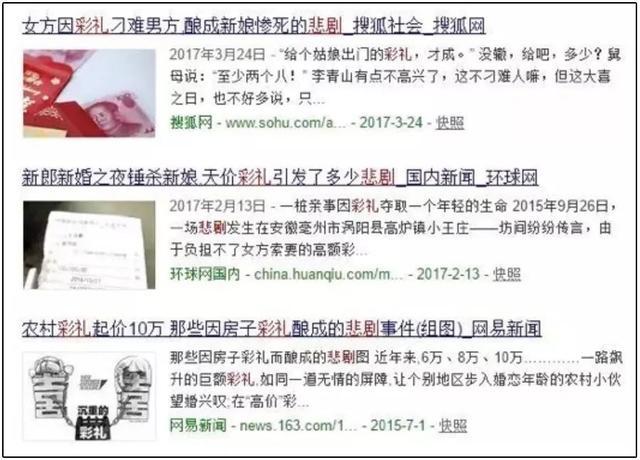 女方因彩礼刁难男方,酿成新娘惨死的悲剧_搜狐社会_搜狐网
2017年3月24日 - “给个姑娘出门的彩礼，才成。” 没辙，给吧，多少？舅
母说：“至少两个八！” 李青山有点不高兴了，这不刁难人嘛，但这大喜
之日，也不好多说，只...
搜狐网 - www.sohu.com/a... - 2017-3-24 - 快照
新郎新婚之夜锤杀新娘.天价彩礼引发了多少悲剧_国内新闻_环球网
2017年2月13日 - 一桩亲事因彩礼夺取一个年轻的生命 2015年9月26日，
一场悲剧发生在安徽亳州市涡阳县高炉镇小王庄——坊间纷纷传言，由
于负担不了女方索要的高额彩...
环球网国内 - china.huanqiu.com/m... - 2017-2-13 - 快照
农村彩礼起价10万 那些因房子彩礼酿成的悲剧事件(组图)_网易新闻
那些因房子彩礼而酿成的悲剧图 近年来,6万、8万、10万…………一路飙
升的巨额彩礼,如同一道无情的屏障,让个别地区步入婚恋年龄的农村小伙
望婚兴叹;在“高价”彩...
网易新闻 - news.163.com/1... - 2015-7-1 - 快照
沉重的
彩礼